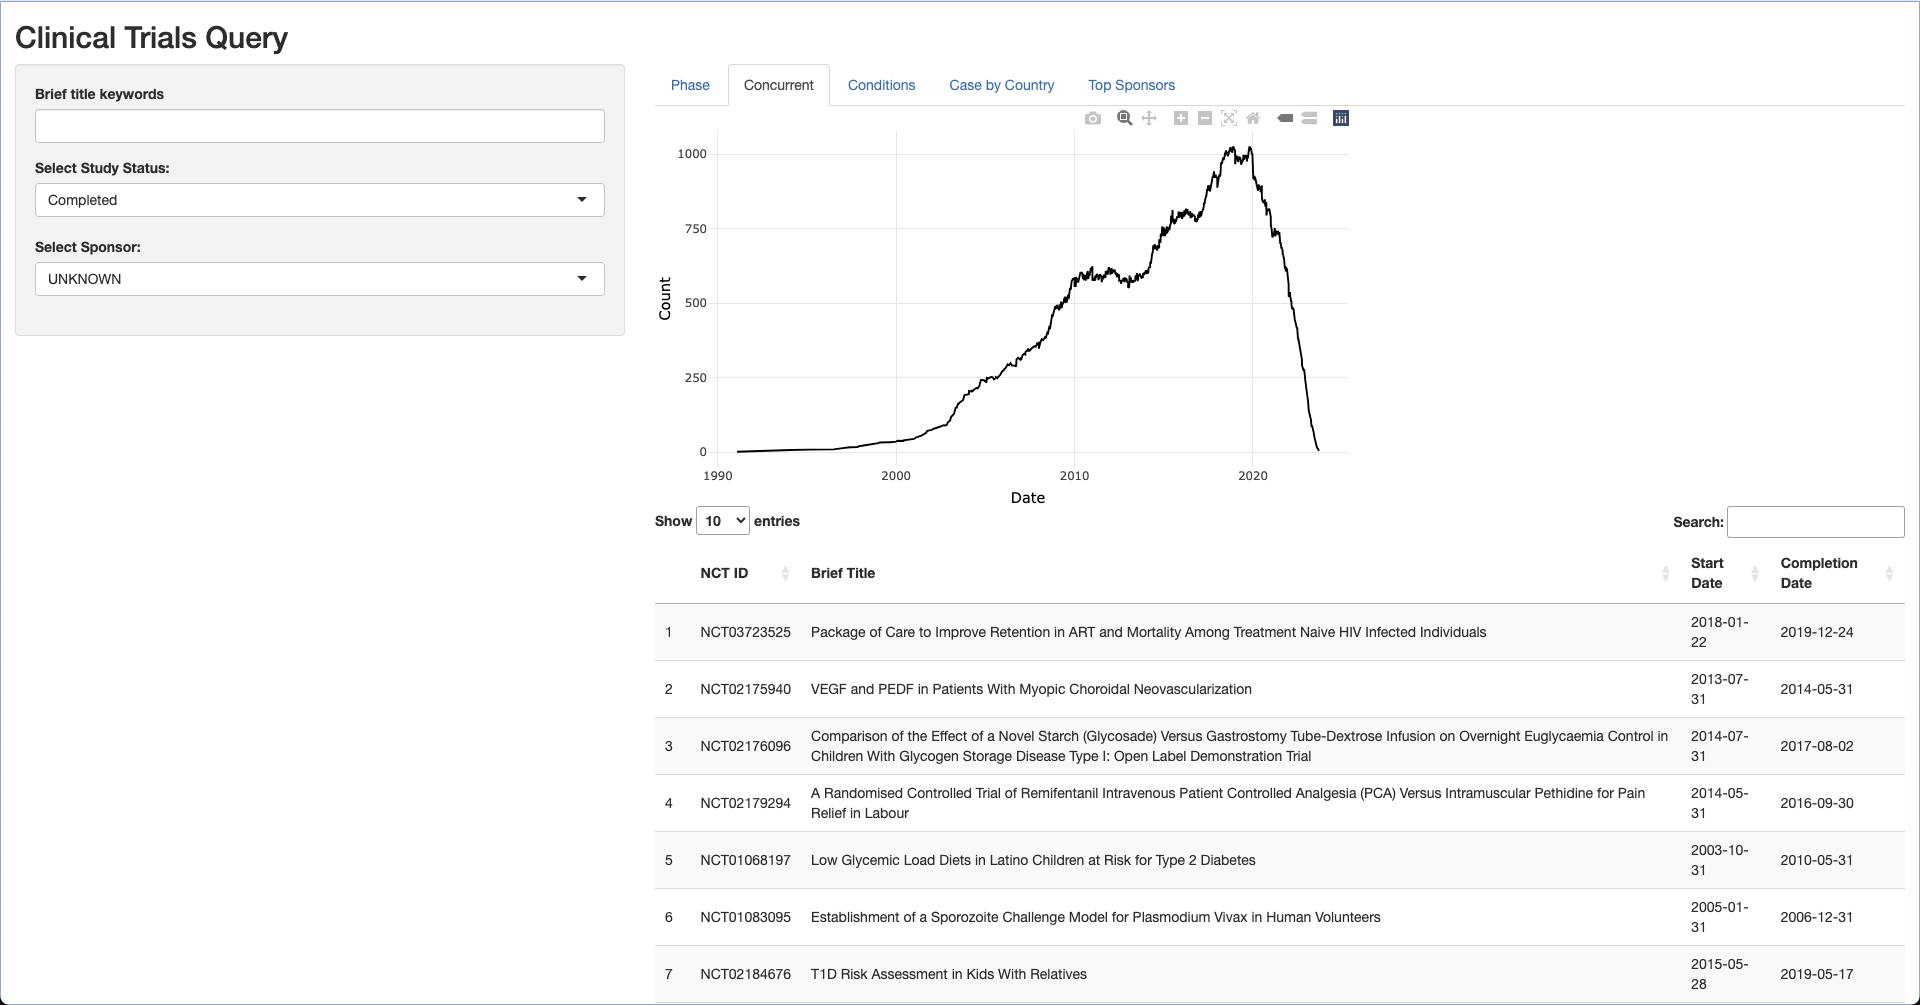 Clinical Trials Query
Brief title keywords
Select Study Status:
Completed
Select Sponsor:
UNKNOWN
Phase Concurrent Conditions Case by Country Top Sponsors
1000
750
500
250
0
Count
1990 2000 2010 2020
Date
Show 10 entries
Search:
NCT ID Brief Title Start Date Completion Date
1 NCT03723525 Package of Care to Improve Retention in ART and Mortality Among Treatment Naive HIV Infected Individuals 2018-01-22 2019-12-24
2 NCT02175940 VEGF and PEDF in Patients With Myopic Choroidal Neovascularization 2013-07-31 2014-05-31
3 NCT02176096 Comparison of the Effect of a Novel Starch (Glycosade) Versus Gastrostomy Tube-Dextrose Infusion on Overnight Euglycaemia Control in
Children With Glycogen Storage Disease Type I: Open Label Demonstration Trial 2014-07-31 2017-08-02
4 NCT02179294 A Randomised Controlled Trial of Remifentanil Intravenous Patient Controlled Analgesia (PCA) Versus Intramuscular Pethidine for Pain
Relief in Labour 2014-05-31 2016-09-30
5 NCT01068197 Low Glycemic Load Diets in Latino Children at Risk for Type 2 Diabetes 2003-10-31 2010-05-31
6 NCT01083095 Establishment of a Sporozoite Challenge Model for Plasmodium Vivax in Human Volunteers 2005-01-31 2006-12-31
7 NCT02184676 T1D Risk Assessment in Kids With Relatives 2015-05-28 2019-05-17